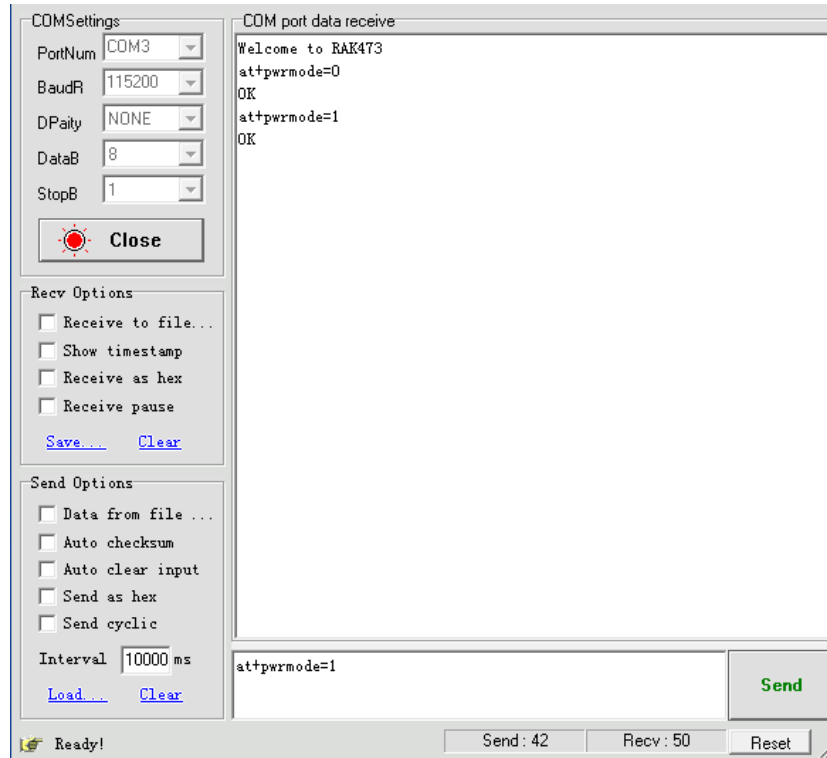 COMSettings
PortNum COM3
BaudR 115200
DPaity NONE
DataB 8
StopB 1
Close
Recv Options
Receive to file...
Show timestamp
Receive as hex
Receive pause
Save... Clear
Send Options
Data from file ...
Auto checksum
Auto clear input
Send as hex
Send cyclic
Interval 10000 ms
Load... Clear
COM port data receive
Welcome to RAK473
at+pwrmode=0
OK
at+pwrmode=1
OK
at+pwrmode=1
Send
Ready!
Send : 42
Recv : 50
Reset